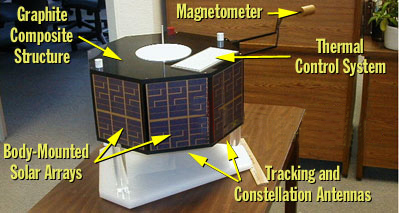 Graphite
Composite
Structure
Magnetometer
Thermal
Control System
Body-Mounted
Solar Arrays
Tracking and
Constellation Antennas